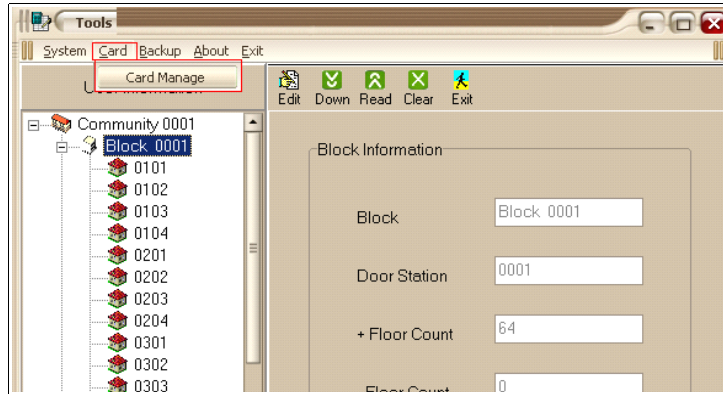 Tools
System Card Backup About Exit
Card Manage
Edit Down Read Clear Exit
Community 0001
Block 0001
0101
0102
0103
0104
0201
0202
0203
0204
0301
0302
0303
Block Information
Block Block 0001
Door Station 0001
+ Floor Count 64
Floor Count 0